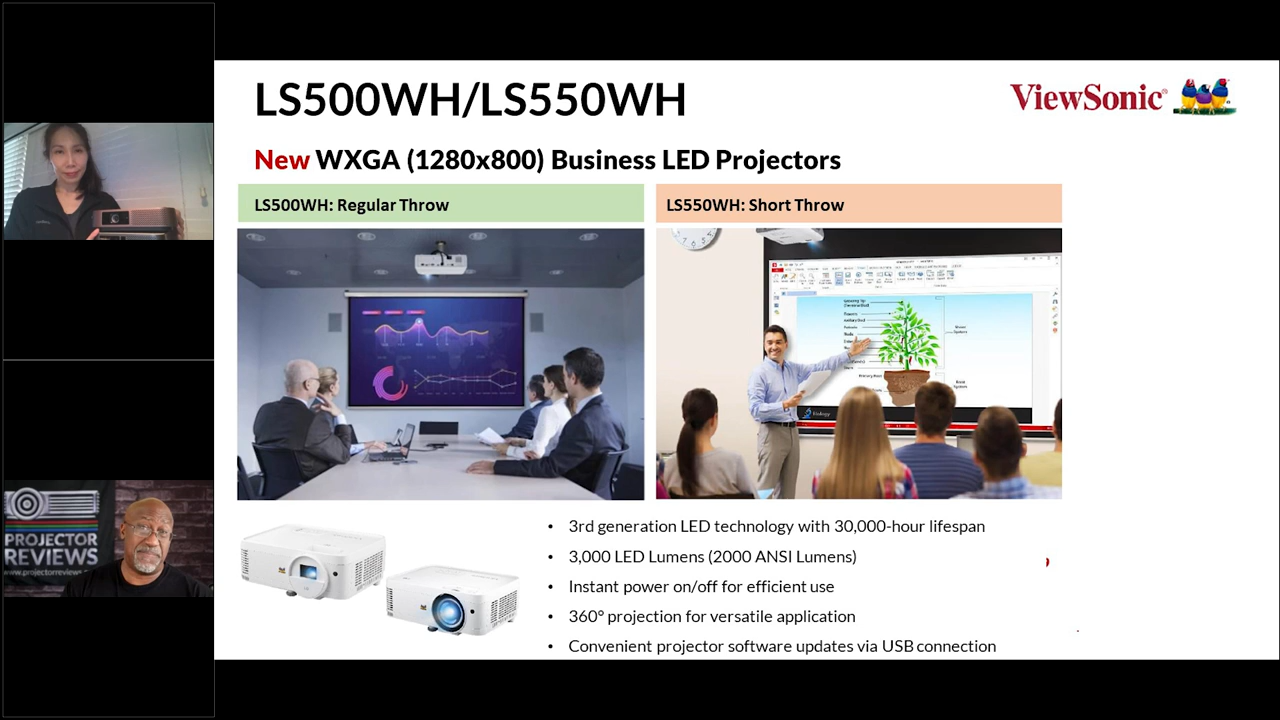 LS500WH/LS550WH
ViewSonic
New WXGA (1280x800) Business LED Projectors
LS500WH: Regular Throw
LS550WH: Short Throw
PROJECTOR
REVIEWS
www.projectorreviews
Biology
• 3rd generation LED technology with 30,000-hour lifespan
• 3,000 LED Lumens (2000 ANSI Lumens)
• Instant power on/off for efficient use
• 360° projection for versatile application
• Convenient projector software updates via USB connection